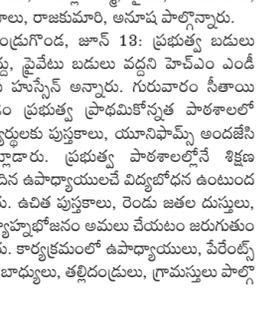 గాలు, రాజకుమారి, అనూష పాల్గొన్నారు.
ండ్రుగొండ, జూన్ 13: ప్రభుత్వ బడులు
్దు, ప్రైవేటు బడులు వద్దని హెచ్ఎం ఎండీ
హుస్సేన్ అన్నారు. గురువారం సీతాయి
ం ప్రభుత్వ ప్రాథమికోన్నత పాఠశాలలో
్యర్థులకు పుస్తకాలు, యూనిఫామ్స్ అందజేసి
్లాడారు. ప్రభుత్వ పాఠశాలల్లోనే శిక్షణ
దిన ఉపాధ్యాయులచే విద్యబోధన ఉంటుంద
రు. ఉచిత పుస్తకాలు, రెండు జతల దుస్తులు,
్యాహ్నభోజనం అమలు చేయటం జరుగుతుం
రు. కార్యక్రమంలో ఉపాధ్యాయులు, పేరెంట్స్
బాధ్యులు, తల్లిదండ్రులు, గ్రామస్తులు పాల్గొ